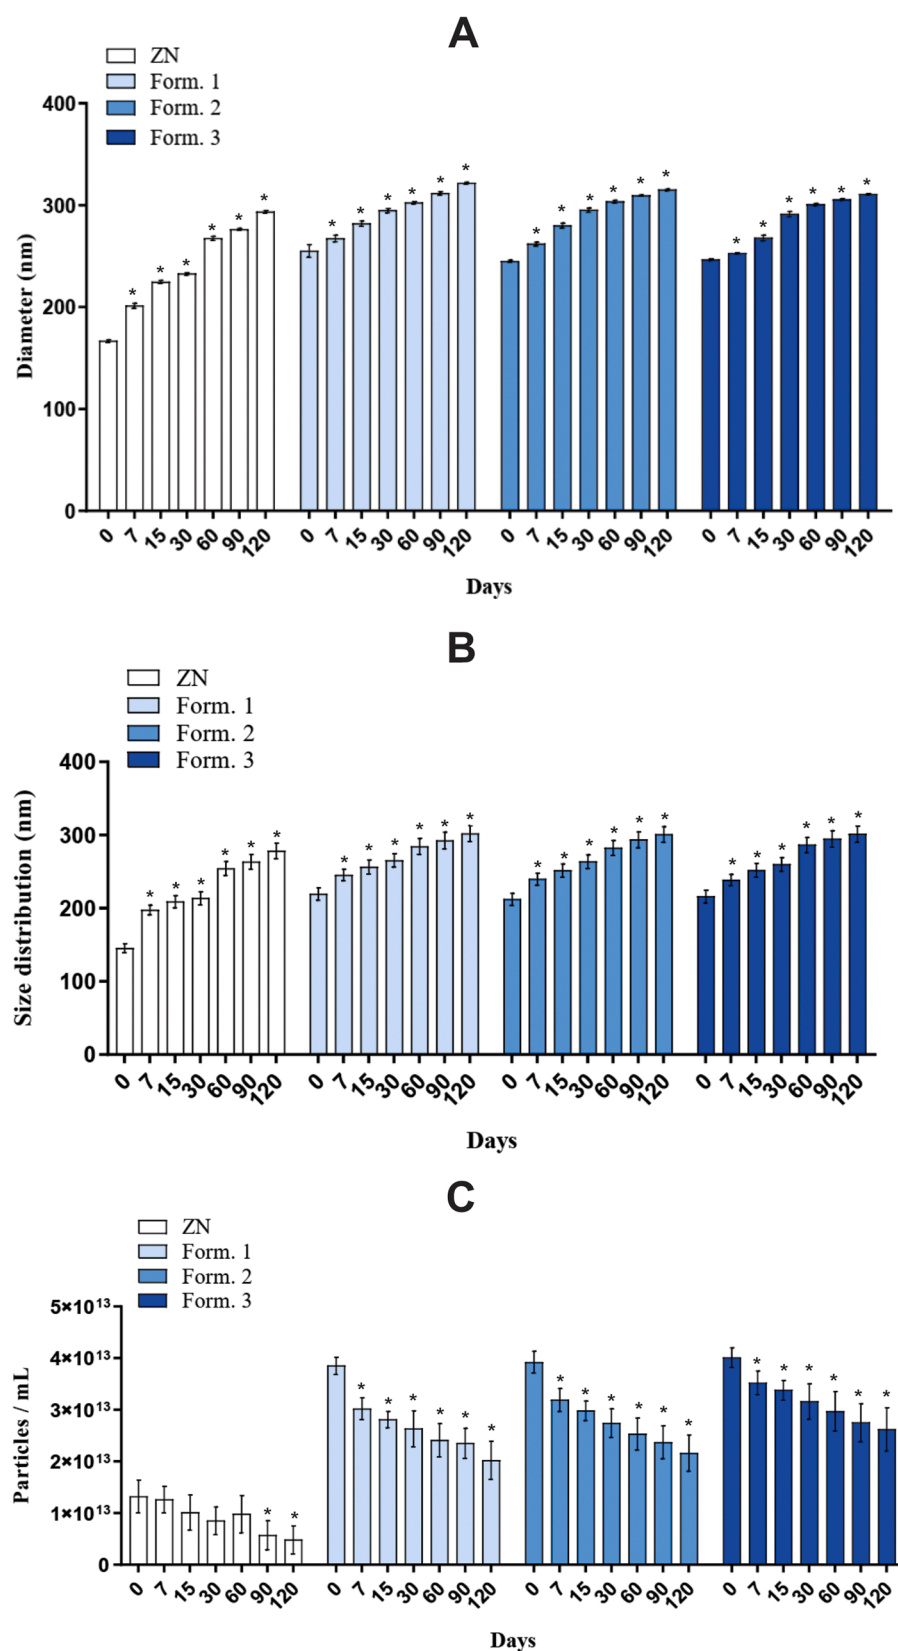 A
ZN
Form. 1
Form. 2
Form. 3
Diameter (nm)
400
300
200
100
0
* * * * * * * * * * * * * * * * * * * * * * * *
0 7 15 30 60 90 120 0 7 15 30 60 90 120 0 7 15 30 60 90 120 0 7 15 30 60 90 120
Days
B
ZN
Form. 1
Form. 2
Form. 3
Size distribution (nm)
400
300
200
100
0
* * * * * * * * * * * * * * * * * * * * * * * *
0 7 15 30 60 90 120 0 7 15 30 60 90 120 0 7 15 30 60 90 120 0 7 15 30 60 90 120
Days
C
ZN
Form. 1
Form. 2
Form. 3
Particles / mL
5×10¹³
4×10¹³
3×10¹³
2×10¹³
1×10¹³
0
* * * * * * * * * * * * * * * * * * * *
0 7 15 30 60 90 120 0 7 15 30 60 90 120 0 7 15 30 60 90 120 0 7 15 30 60 90 120
Days